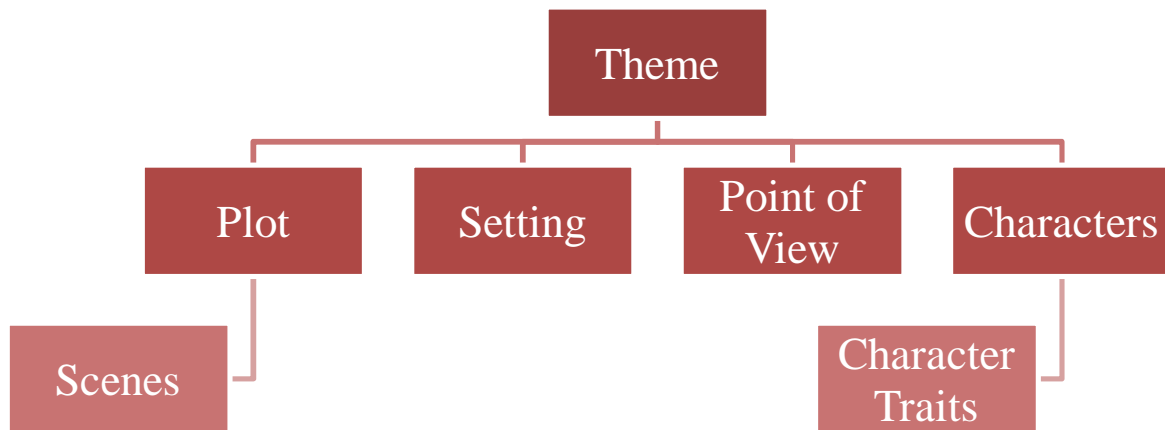 Theme
Plot
Setting
Point of
View
Characters
Scenes
Character
Traits